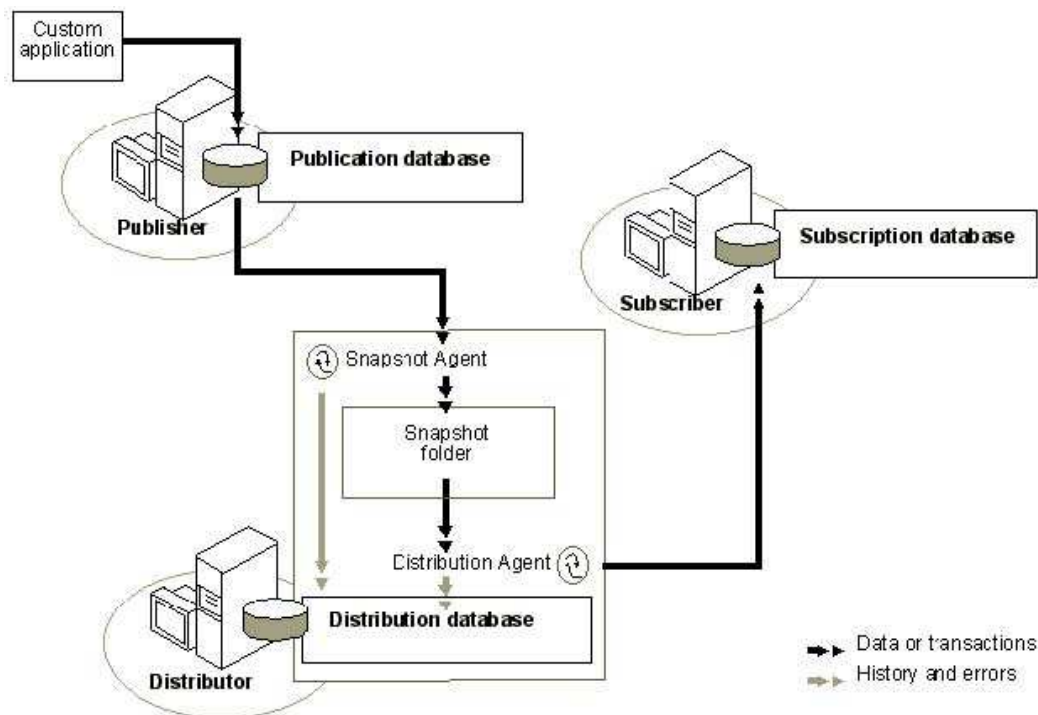 Custom
application
Publication database
Publisher
Subscription database
Subscriber
Snapshot Agent
Snapshot
folder
Distribution Agent
Distribution database
Distributor
Data or transactions
History and errors